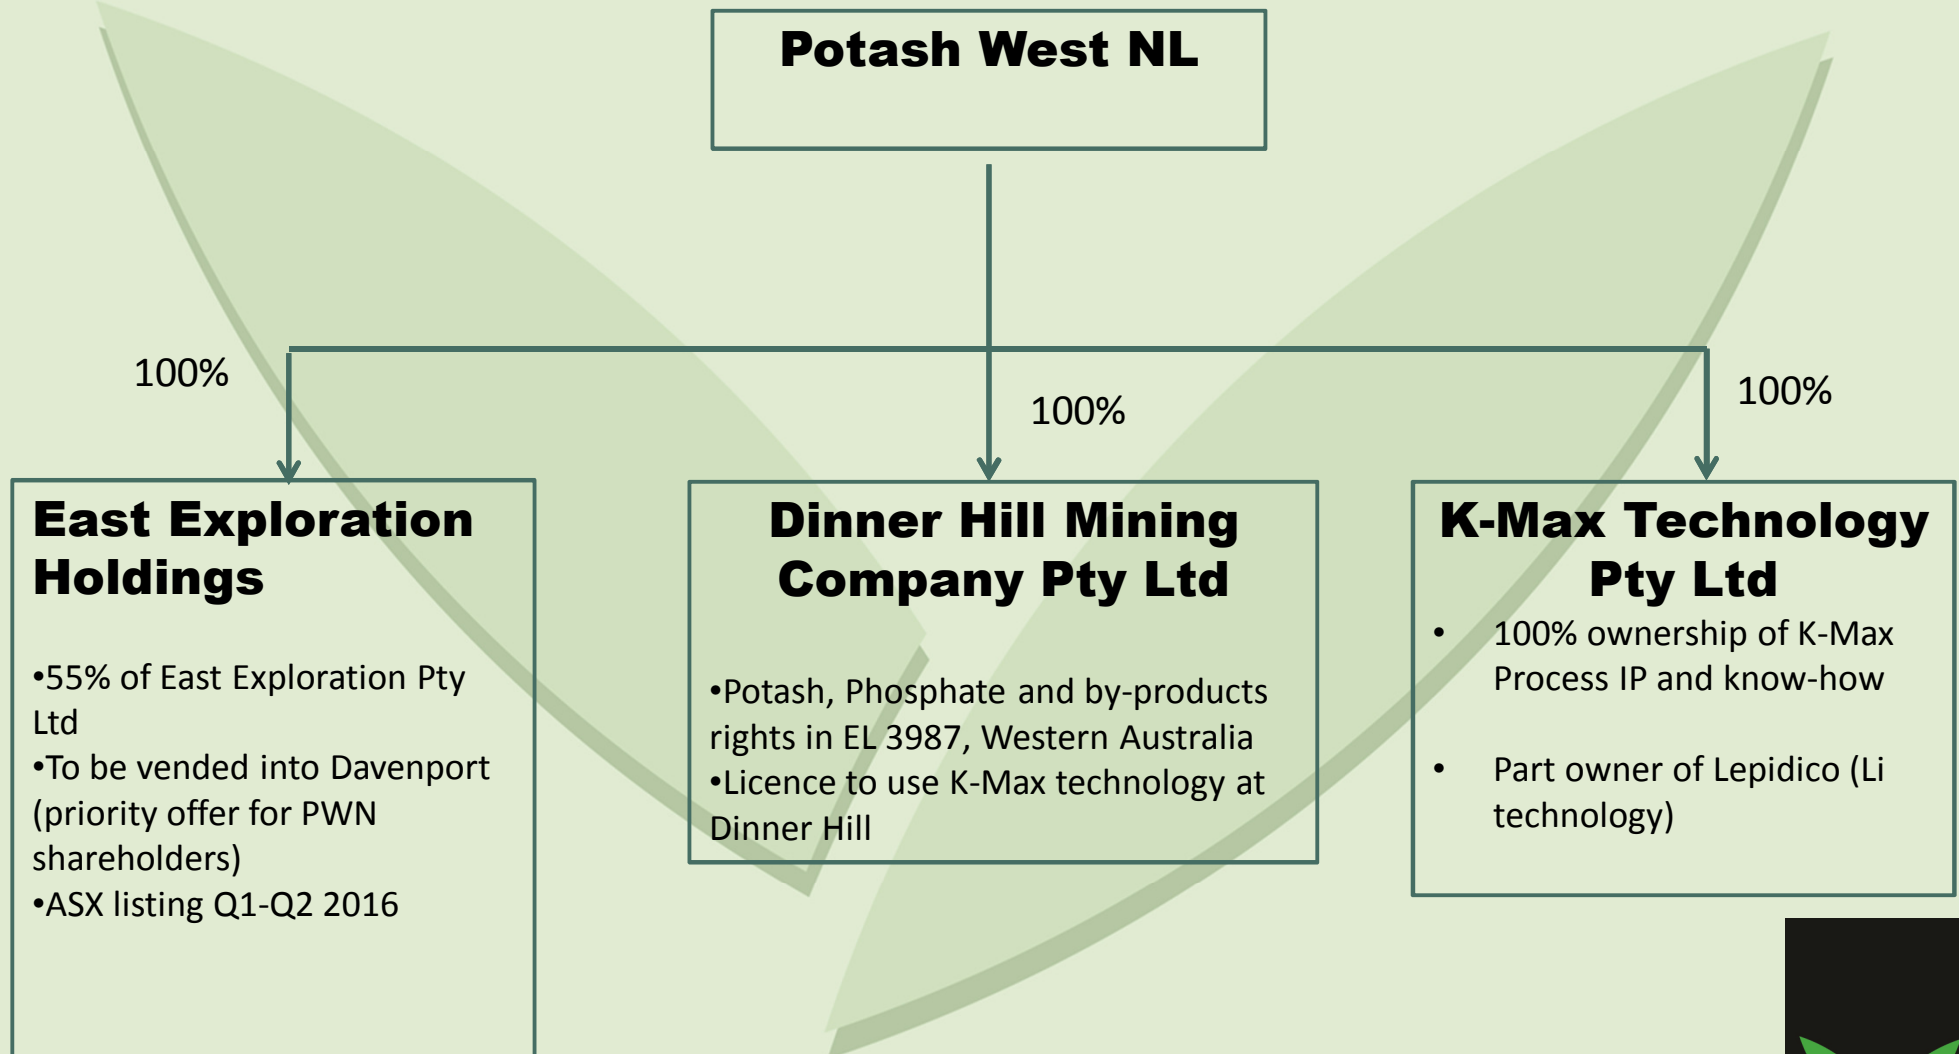 Potash West NL
100%
100%
100%
East Exploration
Holdings
•55% of East Exploration Pty
Ltd
•To be vended into Davenport
(priority offer for PWN
shareholders)
•ASX listing Q1-Q2 2016
Dinner Hill Mining
Company Pty Ltd
•Potash, Phosphate and by-products
rights in EL 3987, Western Australia
•Licence to use K-Max technology at
Dinner Hill
K-Max Technology
Pty Ltd
• 100% ownership of K-Max
Process IP and know-how
• Part owner of Lepidico (Li
technology)